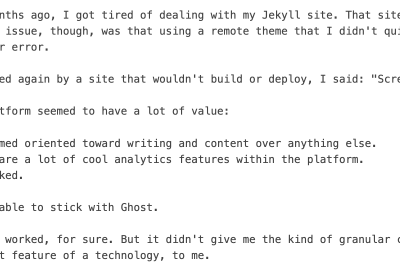 nths ago, I got tired of dealing with my Jekyll site. That site
issue, though, was that using a remote theme that I didn't qui
r error.
ed again by a site that wouldn't build or deploy, I said: "Scre
tform seemed to have a lot of value:
med oriented toward writing and content over anything else.
are a lot of cool analytics features within the platform.
ked.
able to stick with Ghost.
worked, for sure. But it didn't give me the kind of granular c
t feature of a technology, to me.